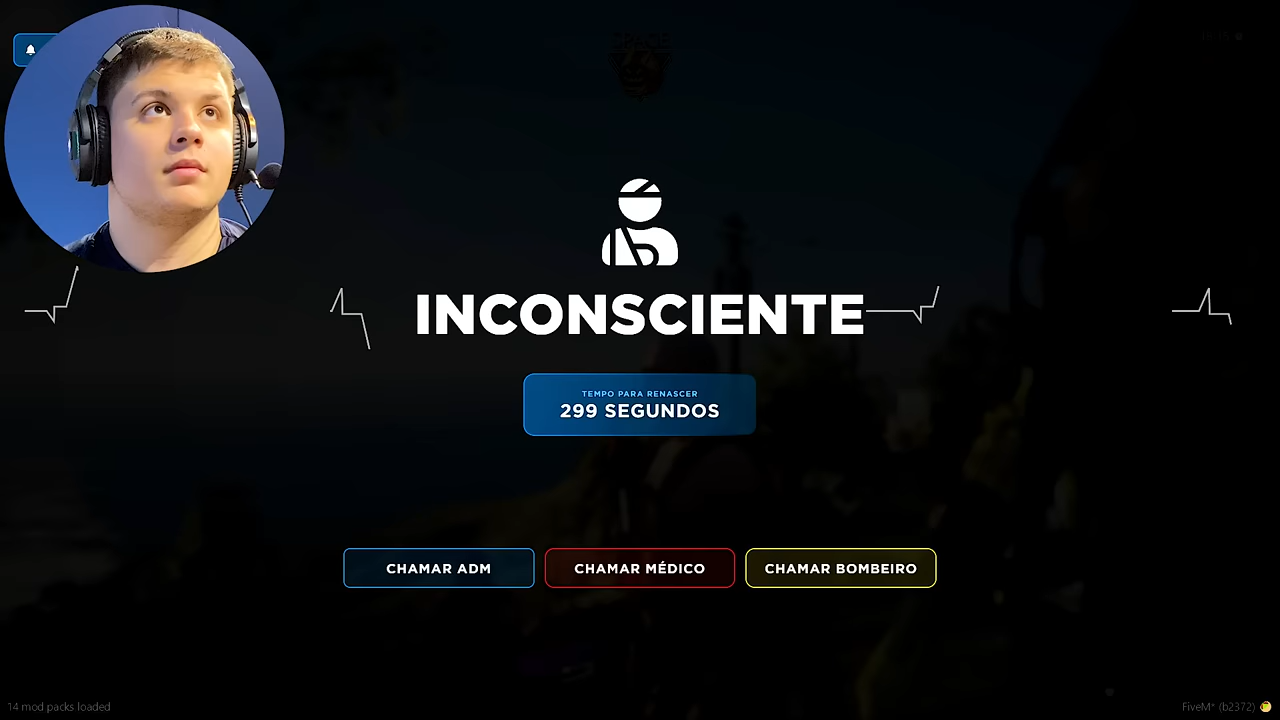 INCONSCIENTE
TEMPO PARA RENASCER
299 SEGUNDOS
CHAMAR ADM
CHAMAR MÉDICO
CHAMAR BOMBEIRO
14 mod packs loaded
FiveM* (b2372)